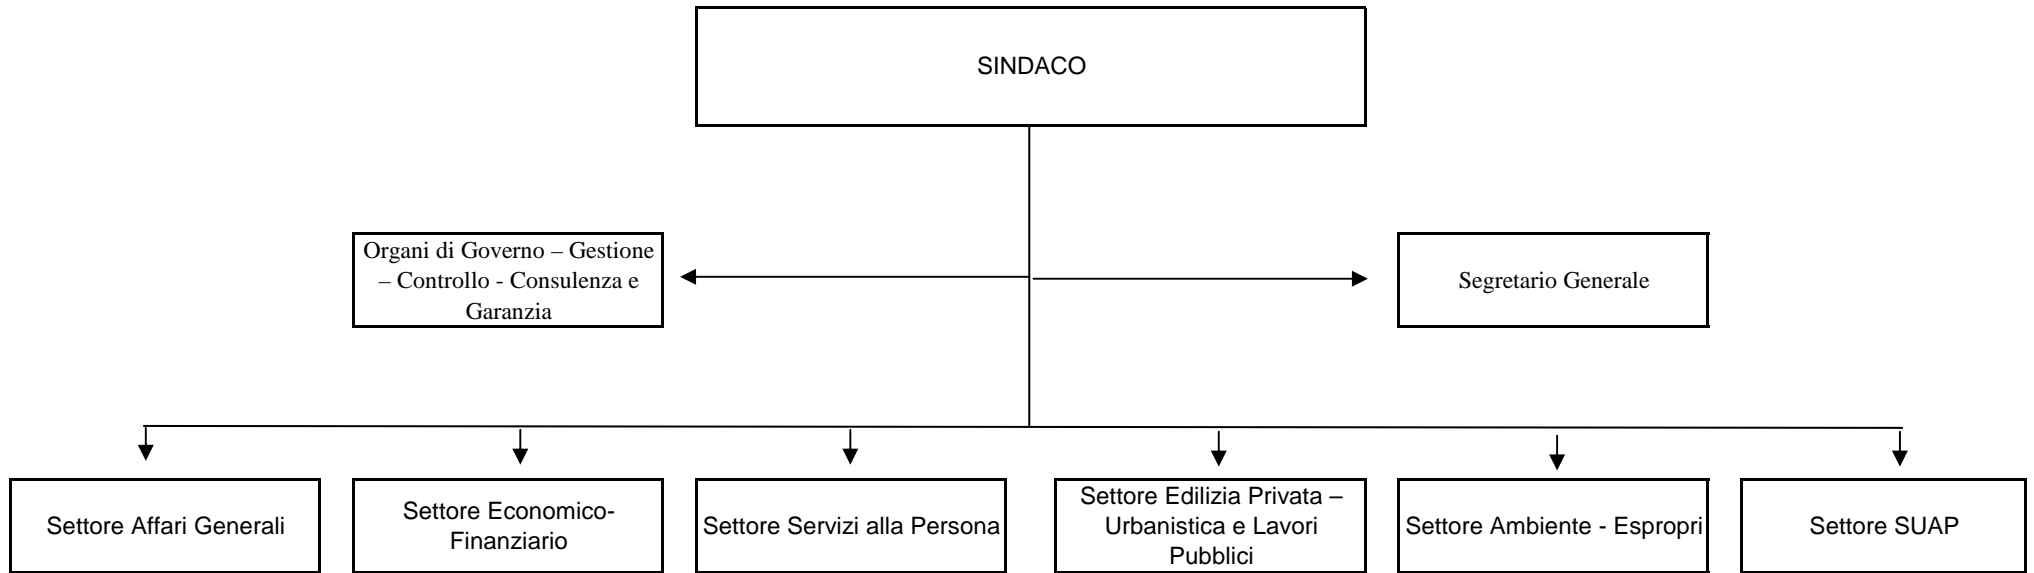 SINDACO
Organi di Governo – Gestione
– Controllo - Consulenza e
Garanzia
Segretario Generale
Settore Affari Generali
Settore Economico-
Finanziario
Settore Servizi alla Persona
Settore Edilizia Privata –
Urbanistica e Lavori
Pubblici
Settore Ambiente - Espropri
Settore SUAP